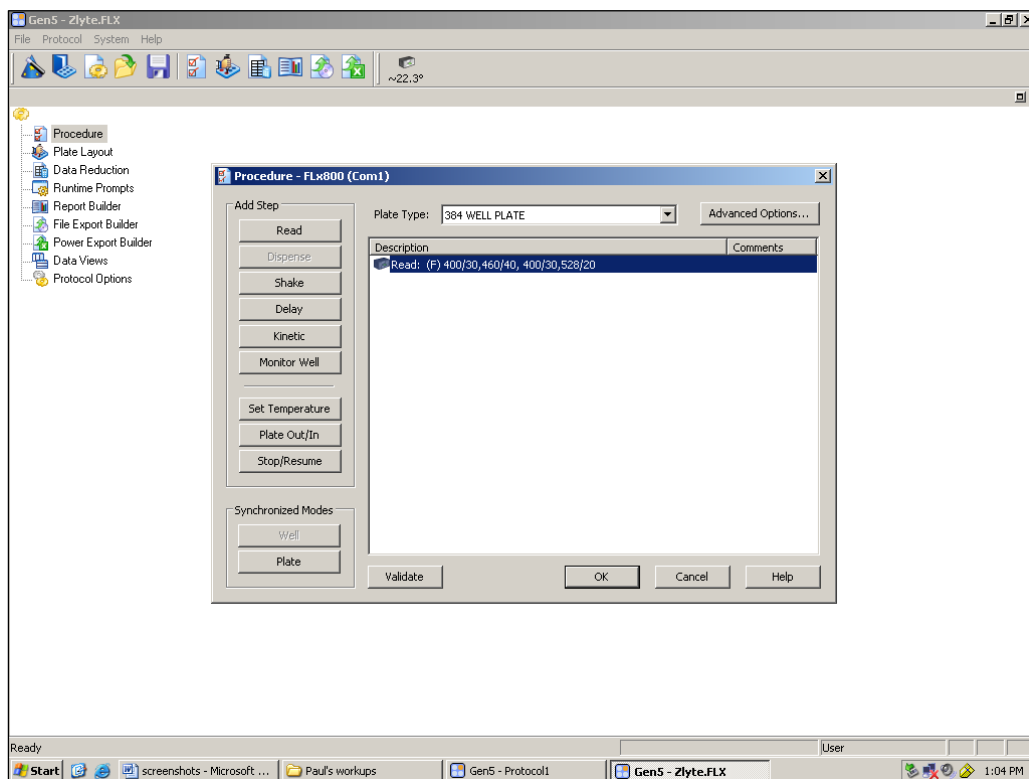 Gen5 - Zlyte.FLX
File Protocol System Help
~22.3°
Procedure
Plate Layout
Data Reduction
Runtime Prompts
Report Builder
File Export Builder
Power Export Builder
Data Views
Protocol Options
Procedure - FLx800 (Com1)
Add Step
Read
Dispense
Shake
Delay
Kinetic
Monitor Well
Set Temperature
Plate Out/In
Stop/Resume
Synchronized Modes
Well
Plate
Plate Type: 384 WELL PLATE Advanced Options...
Description Comments
Read: (F) 400/30,460/40, 400/30,528/20
Validate OK Cancel Help
Ready User
Start screenshots - Microsoft ... Paul's workups Gen5 - Protocol1 Gen5 - Zlyte.FLX 1:04 PM